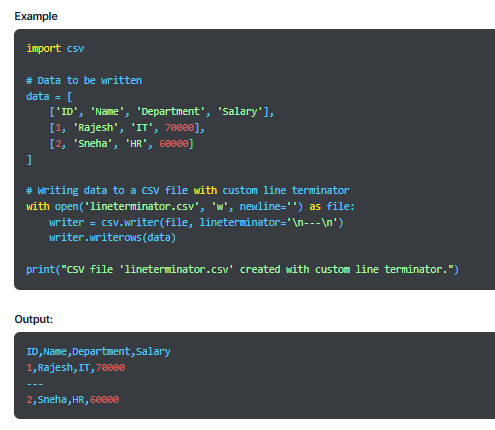 Example
import csv
# Data to be written
data = [
    ['ID', 'Name', 'Department', 'Salary'],
    [1, 'Rajesh', 'IT', 70000],
    [2, 'Sneha', 'HR', 60000]
]
# Writing data to a CSV file with custom line terminator
with open('lineterminator.csv', 'w', newline='') as file:
    writer = csv.writer(file, lineterminator='\n---\n')
    writer.writerows(data)
print("CSV file 'lineterminator.csv' created with custom line terminator.")
Output:
ID,Name,Department,Salary
1,Rajesh,IT,70000
---
2,Sneha,HR,60000